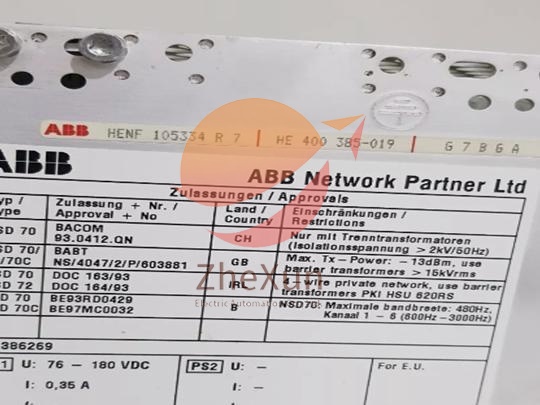 ABB HENF 105334 R 7 | HE 400 385-019 | G 7 B 6 A
ABB
ABB Network Partner Ltd
Zulassungen / Approvals
Zulassung + Nr. / Approval + No
Land / Country
Einschränkungen / Restrictions
SD 70 BACOM 93.0412.QN CH Nur mit Trenntransformatoren (Isolationsspannung > 2kV/50Hz)
SD 70/ /70C BABT NS/4047/2/P/603881 GB Max. Tx - Power: - 13dBm, use barrier transformers > 15kVrms
SD 70 DOC 163/93
SD 72 DOC 164/93 IRL 4 wire private network, use barrier transformers PKI HSU 620RS
D 70 BE93RD0429
D 70C BE97MC0032 B NSD70: Maximale bandbreete: 480Hz, Kanaal 1 - 6 (600Hz-3000Hz)
386269
U: 76 - 180 VDC
I: 0,35 A
PS2 U: -
I: -
For E.U.
ZheXun
Electric Automation